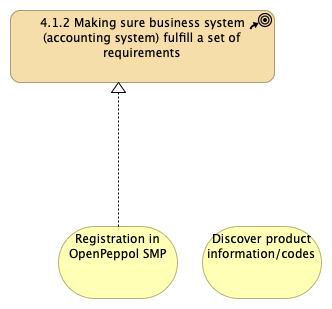 4.1.2 Making sure business system
(accounting system) fulfill a set of
requirements
Registration in
OpenPeppol SMP
Discover product
information/codes